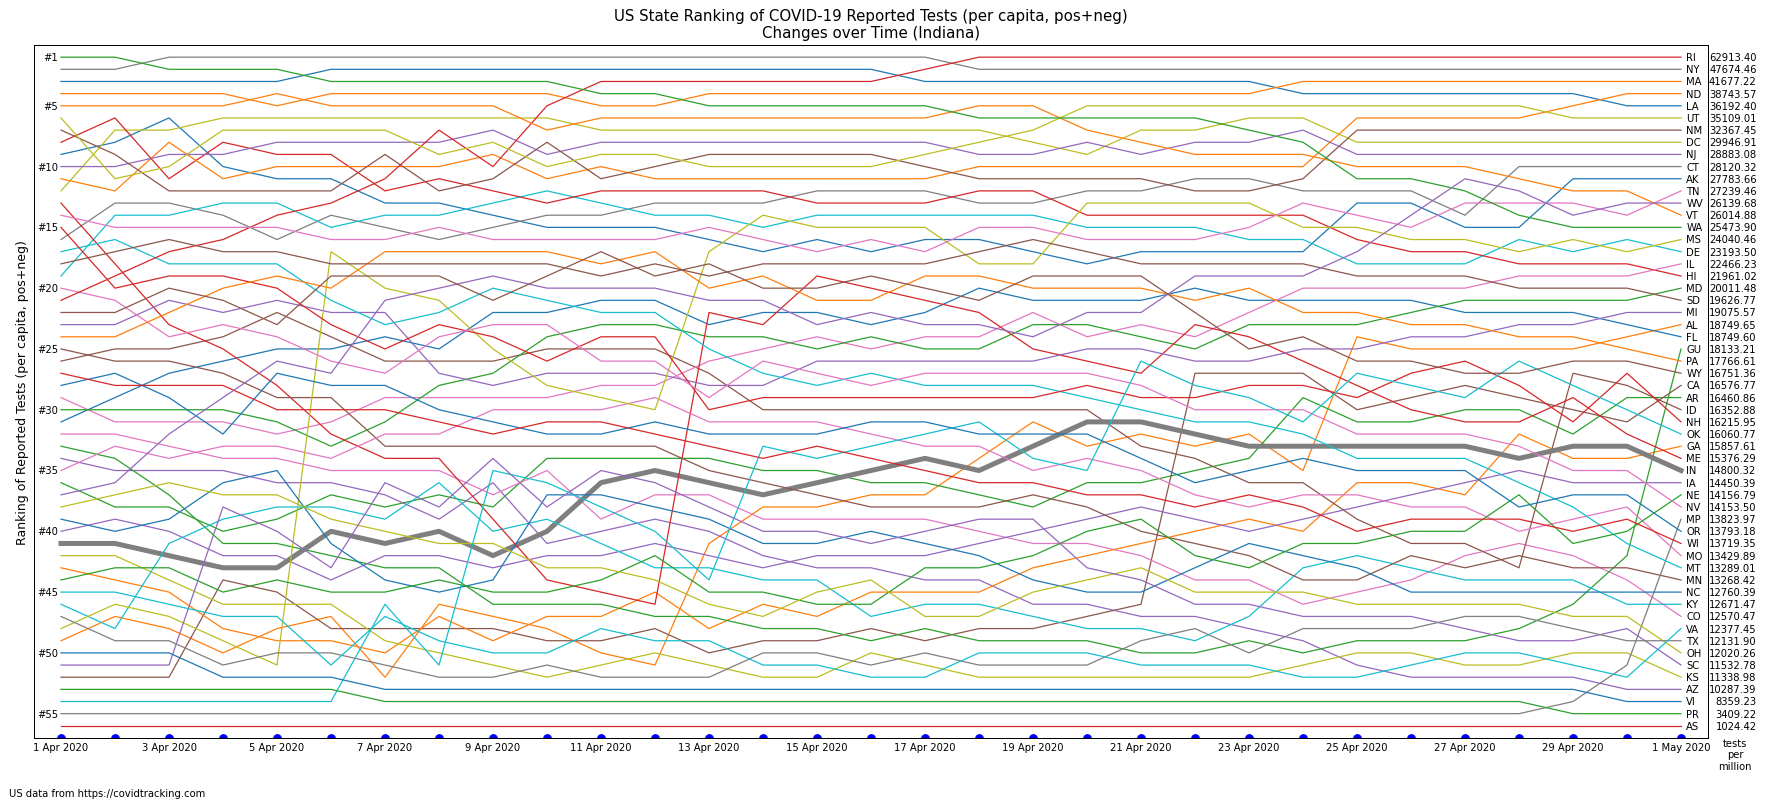 US State Ranking of COVID-19 Reported Tests (per capita, pos+neg)
Changes over Time (Indiana)
Ranking of Reported Tests (per capita, pos+neg)
#1
#5
#10
#15
#20
#25
#30
#35
#40
#45
#50
#55
RI 62913.40
NY 47674.46
MA 41677.22
ND 38743.57
LA 36192.40
UT 35109.01
NM 32367.45
DC 29946.91
NJ 28883.08
CT 28120.32
AK 27783.66
TN 27239.46
WV 26139.68
VT 26014.88
WA 25473.90
MS 24040.46
DE 23193.50
IL 22466.23
HI 21961.02
MD 20011.48
SD 19626.77
MI 19075.57
AL 18749.65
FL 18749.60
GU 18133.21
PA 17766.61
WY 16751.36
CA 16576.77
AR 16460.86
ID 16352.88
NH 16215.95
OK 16060.77
GA 15857.61
ME 15376.29
IN 14800.32
IA 14450.39
NE 14156.79
NV 14153.50
MP 13823.97
OR 13793.18
WI 13719.35
MO 13429.89
MT 13289.01
MN 13268.42
NC 12760.39
KY 12671.47
CO 12570.47
VA 12377.45
TX 12131.90
OH 12020.26
SC 11532.78
KS 11338.98
AZ 10287.39
VI 8359.23
PR 3409.22
AS 1024.42
1 Apr 2020 3 Apr 2020 5 Apr 2020 7 Apr 2020 9 Apr 2020 11 Apr 2020 13 Apr 2020 15 Apr 2020 17 Apr 2020 19 Apr 2020 21 Apr 2020 23 Apr 2020 25 Apr 2020 27 Apr 2020 29 Apr 2020 1 May 2020
tests
per
million
US data from https://covidtracking.com